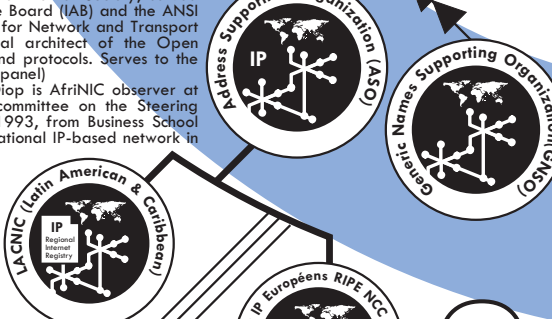 e Board (IAB) and the ANSI
for Network and Transport
al architect of the Open
nd protocols. Serves to the
panel)
Diop is AfriNIC observer at
committee on the Steering
1993, from Business School
national IP-based network in
Address Supporting Organization (ASO)
IP
Generic Names Supporting Organization (GNSO)
LACNIC (Latin American & Caribbean)
IP
Regional
Internet
Registry
IP Européens RIPE NCC